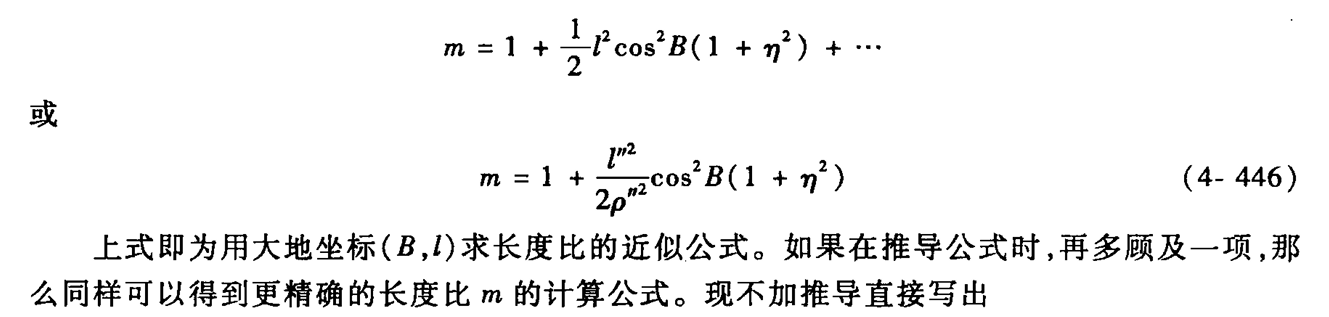 m = 1 + \frac{1}{2}l^2\cos^2 B(1 + \eta^2) + \cdots
或
m = 1 + \frac{l''^2}{2\rho''^2}\cos^2 B(1 + \eta^2) (4-446)
上式即为用大地坐标(B,l)求长度比的近似公式。如果在推导公式时,再多顾及一项,那
么同样可以得到更精确的长度比 m 的计算公式。现不加推导直接写出